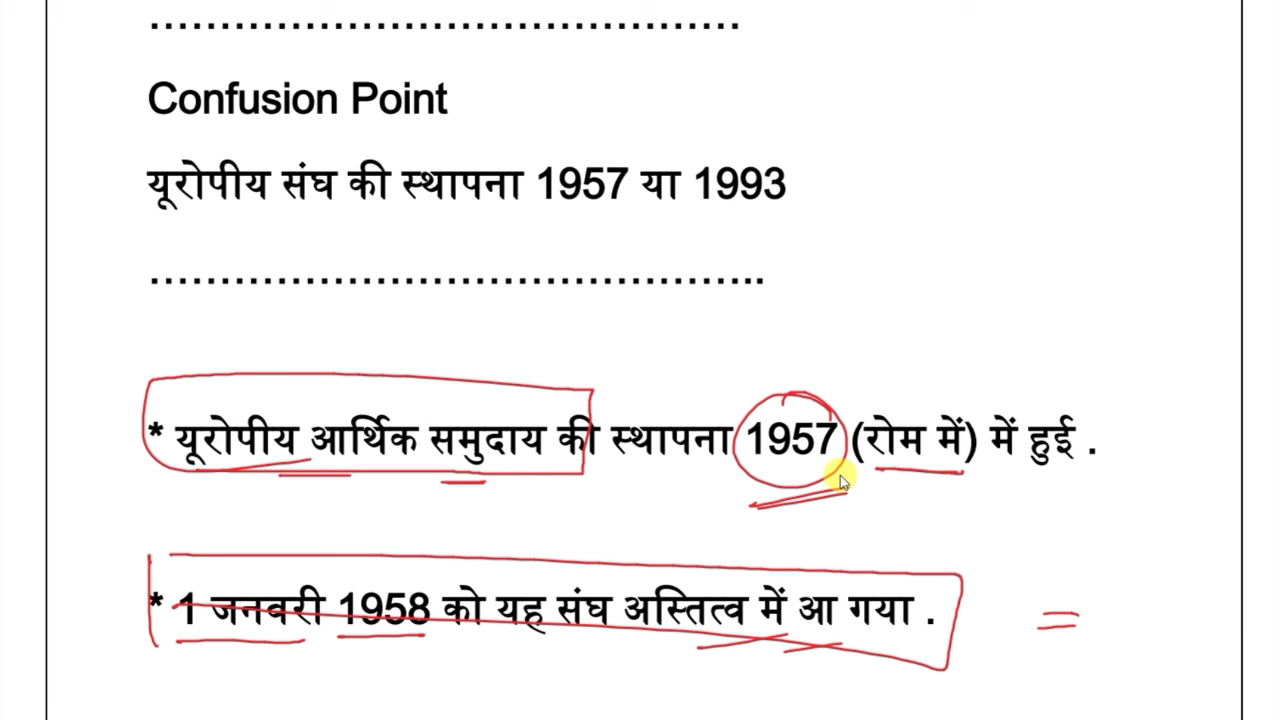 ……………………………………
Confusion Point
यूरोपीय संघ की स्थापना 1957 या 1993
……………………………………..
* यूरोपीय आर्थिक समुदाय की स्थापना 1957 (रोम में) में हुई .
* 1 जनवरी 1958 को यह संघ अस्तित्व में आ गया . =